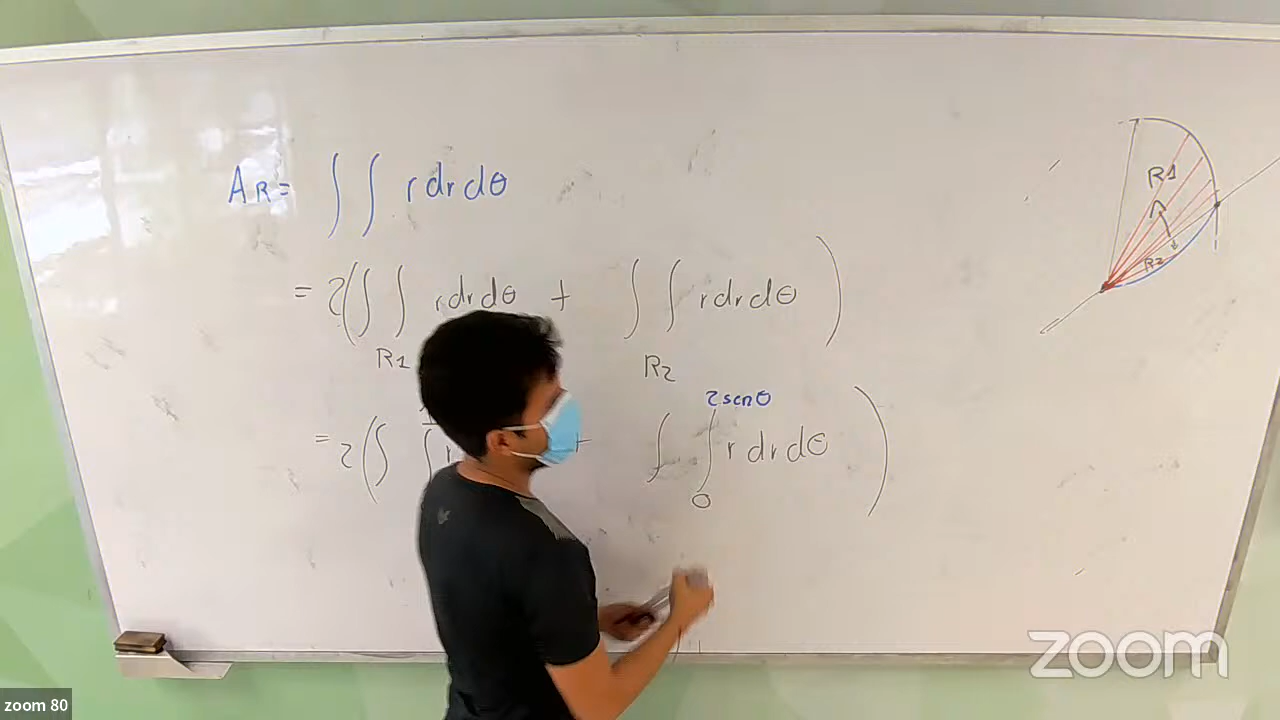 A_R = ∫∫ r dr dθ
= 2(∫∫ r dr dθ + ∫∫ r dr dθ)
R1 R2
2senθ
= 2(∫ ∫ r + ∫ ∫ r dr dθ)
0
R1
R2
zoom
zoom 80